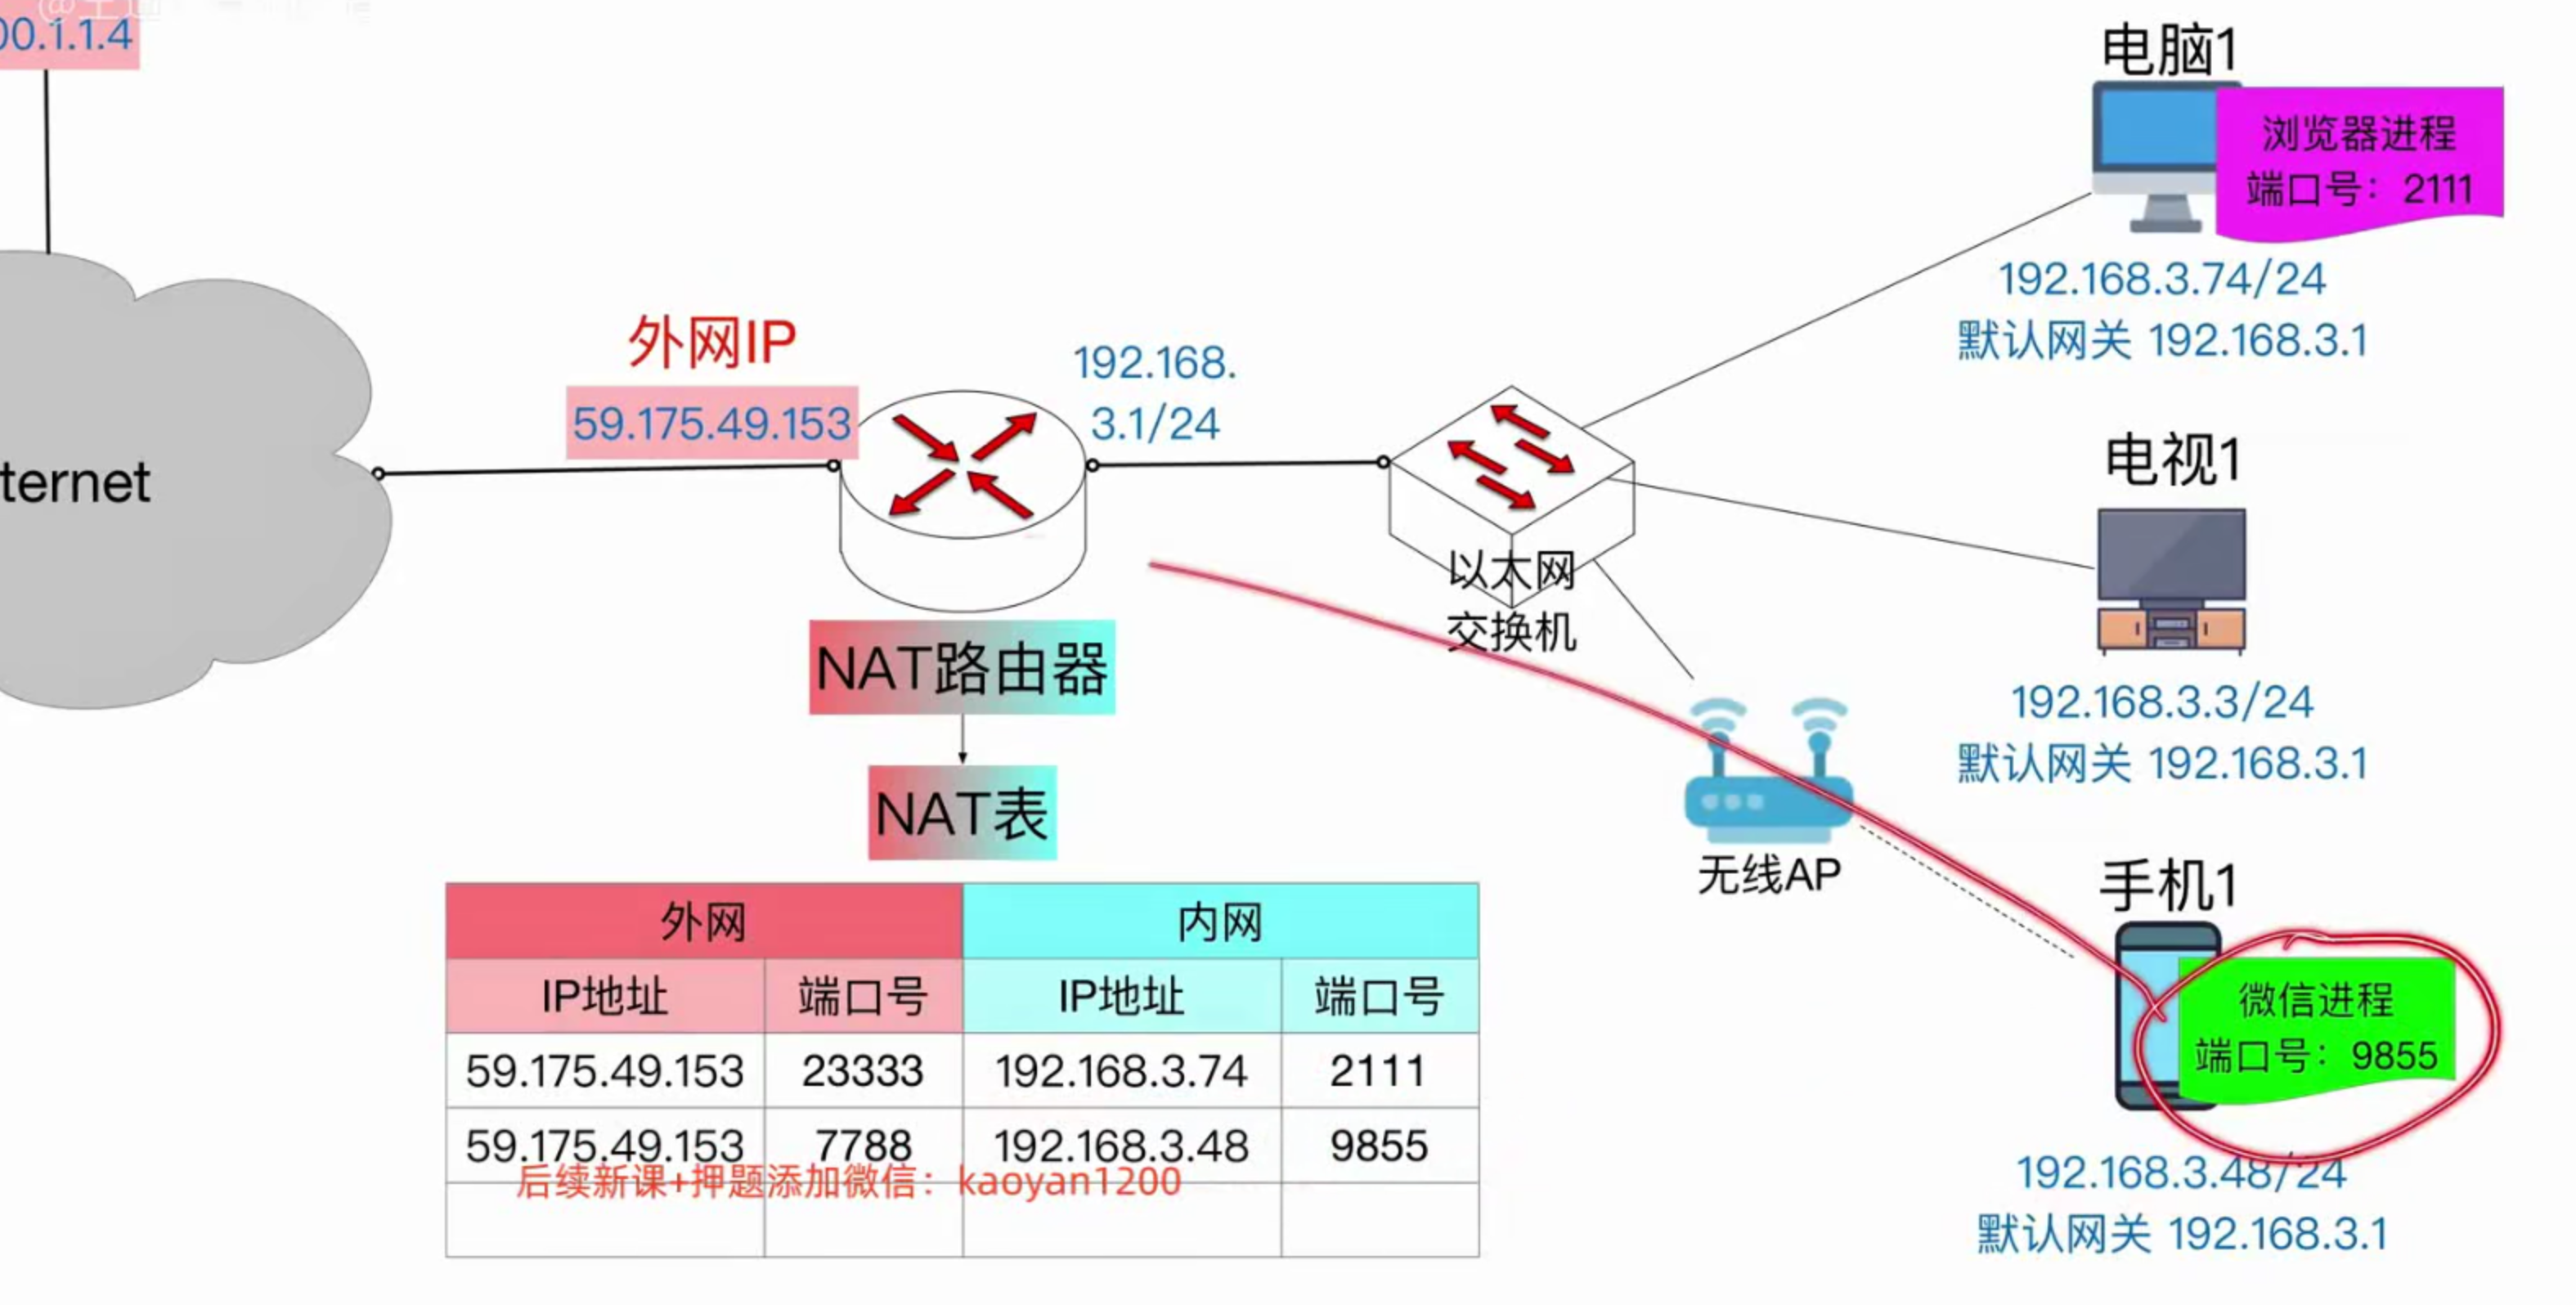 00.1.1.4
电脑1
浏览器进程
端口号：2111
192.168.3.74/24
默认网关 192.168.3.1
外网IP
59.175.49.153
192.168.
3.1/24
ternet
以太网
交换机
电视1
192.168.3.3/24
默认网关 192.168.3.1
NAT路由器
NAT表
无线AP
手机1
微信进程
端口号：9855
192.168.3.48/24
默认网关 192.168.3.1
外网 内网
IP地址 端口号 IP地址 端口号
59.175.49.153 23333 192.168.3.74 2111
59.175.49.153 7788 192.168.3.48 9855
后续新课+押题添加微信：kaoyan1200